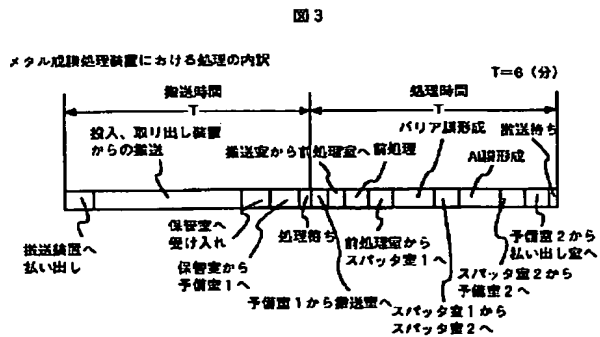 図3
メタル成膜処理装置における処理の内訳
T=6(分)
搬送時間
処理時間
T
T
投入、取り出し装置
からの搬送
搬送室から前処理室へ
前処理
バリア膜形成
Al膜形成
搬送待ち
搬送装置へ
払い出し
保管室へ
受け入れ
保管室から
予備室1へ
処理待ち
予備室1から搬送室へ
前処理室から
スパッタ室1へ
スパッタ室1から
スパッタ室2へ
スパッタ室2から
予備室2へ
予備室2から
払い出し室へ